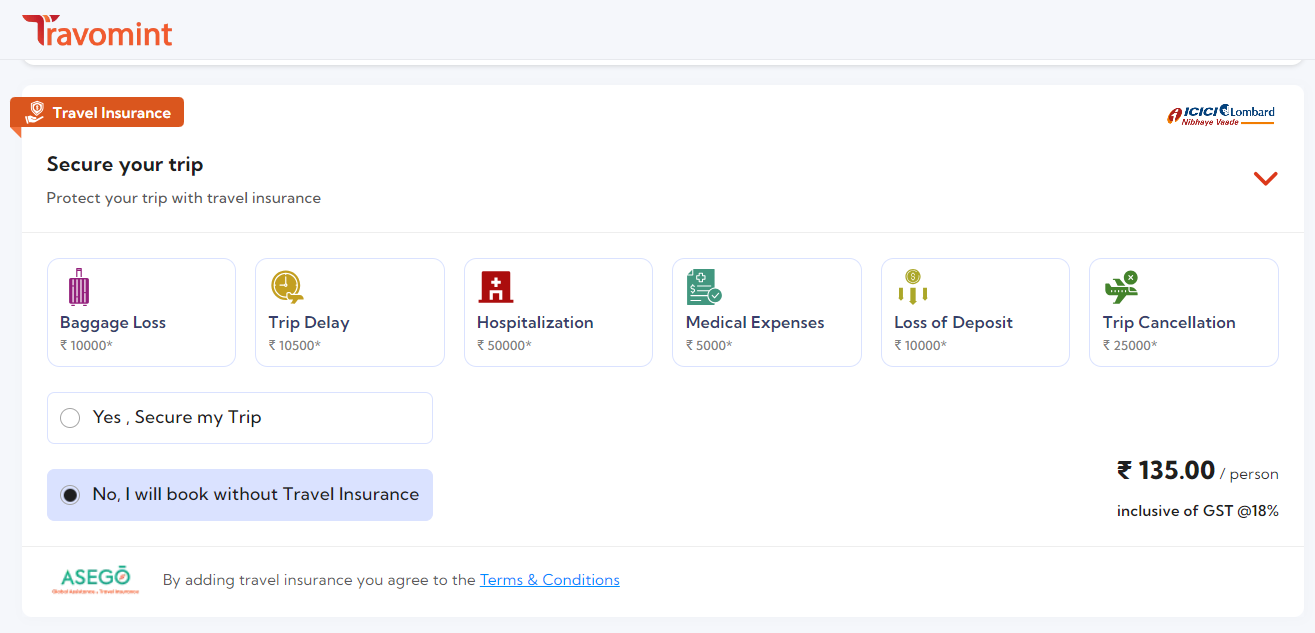 Travomint
Travel Insurance
ICICI Lombard
Nibhaye Vaade
Secure your trip
Protect your trip with travel insurance
Baggage Loss
₹ 10000*
Trip Delay
₹ 10500*
Hospitalization
₹ 50000*
Medical Expenses
₹ 5000*
Loss of Deposit
₹ 10000*
Trip Cancellation
₹ 25000*
Yes , Secure my Trip
No, I will book without Travel Insurance
₹ 135.00 / person
inclusive of GST @18%
ASEGO
Global Assistance. Travel Insurance
By adding travel insurance you agree to the Terms & Conditions